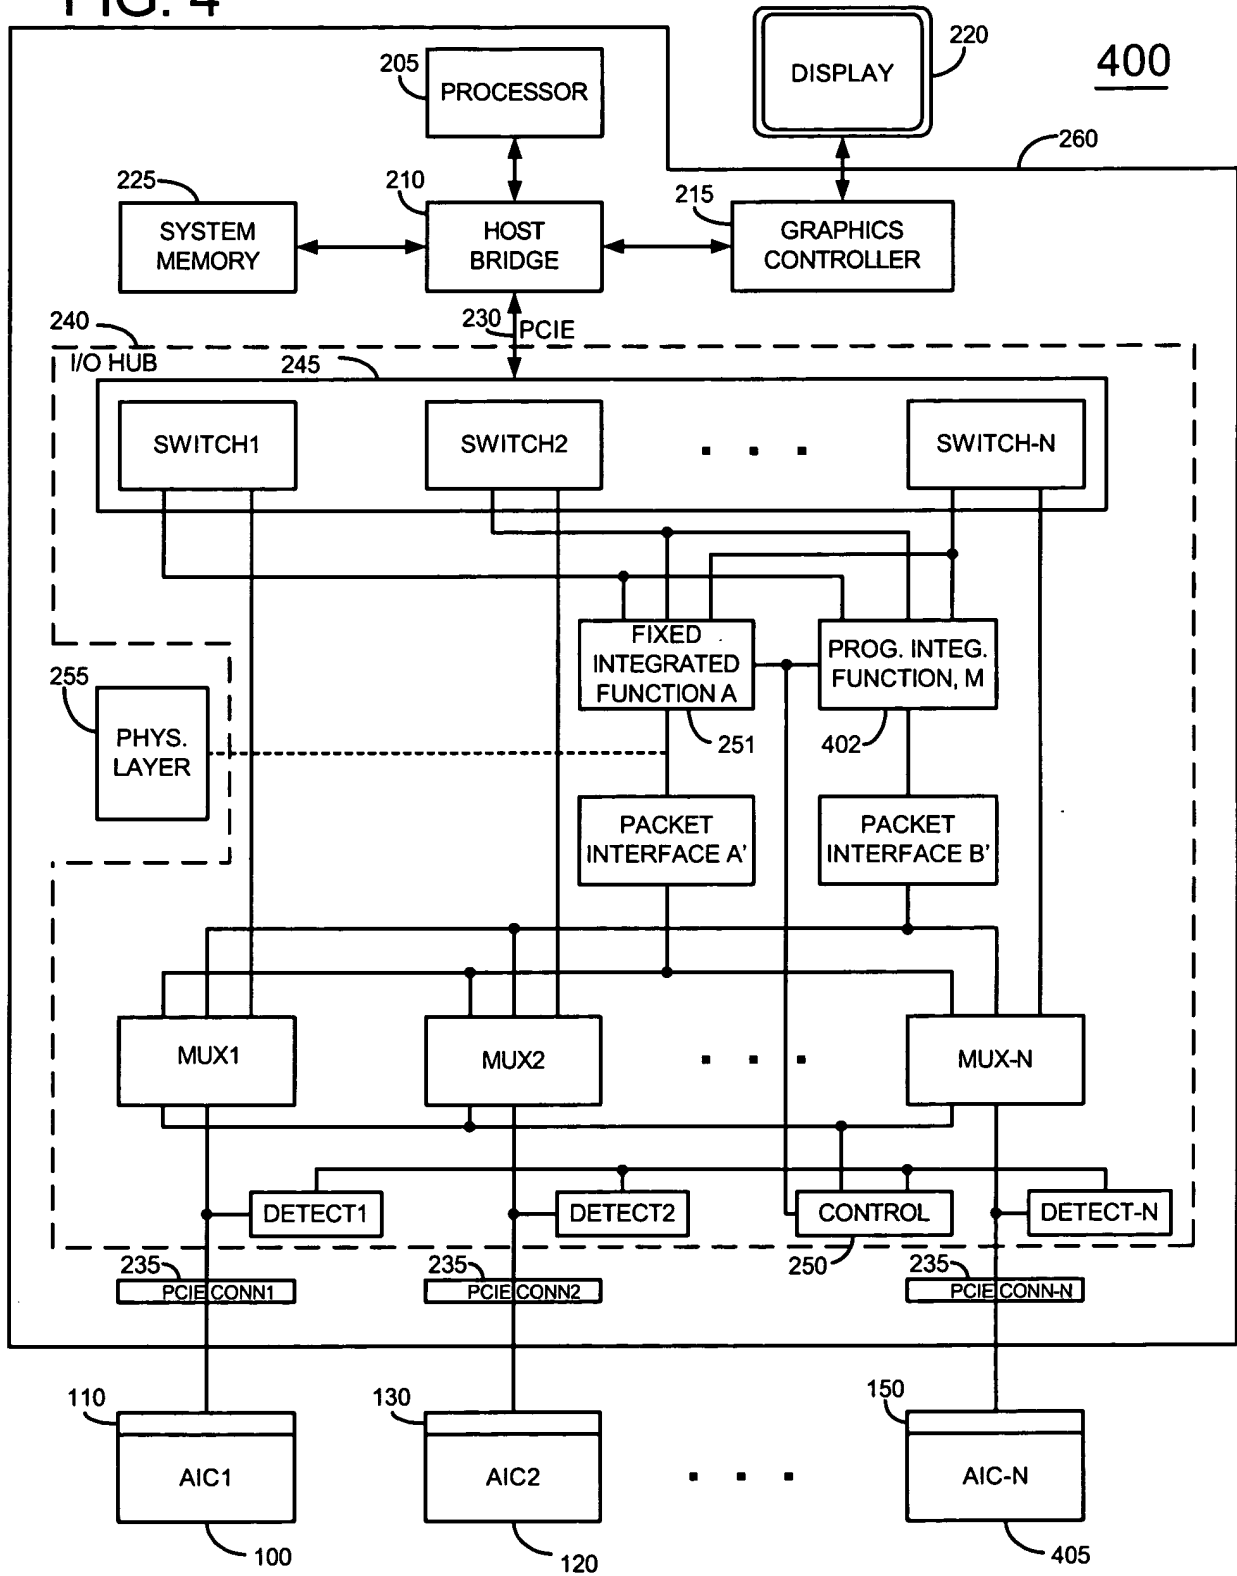 FIG. 4
400
205
PROCESSOR
DISPLAY
220
260
225
SYSTEM
MEMORY
210
HOST
BRIDGE
215
GRAPHICS
CONTROLLER
230
PCIE
240
I/O HUB
245
SWITCH1
SWITCH2
. . .
SWITCH-N
FIXED
INTEGRATED
FUNCTION A
PROG. INTEG.
FUNCTION, M
251
402
255
PHYS.
LAYER
PACKET
INTERFACE A'
PACKET
INTERFACE B'
MUX1
MUX2
. . .
MUX-N
DETECT1
DETECT2
CONTROL
DETECT-N
250
235
PCIE CONN1
235
PCIE CONN2
235
PCIE CONN-N
110
AIC1
130
AIC2
. . .
150
AIC-N
100
120
405